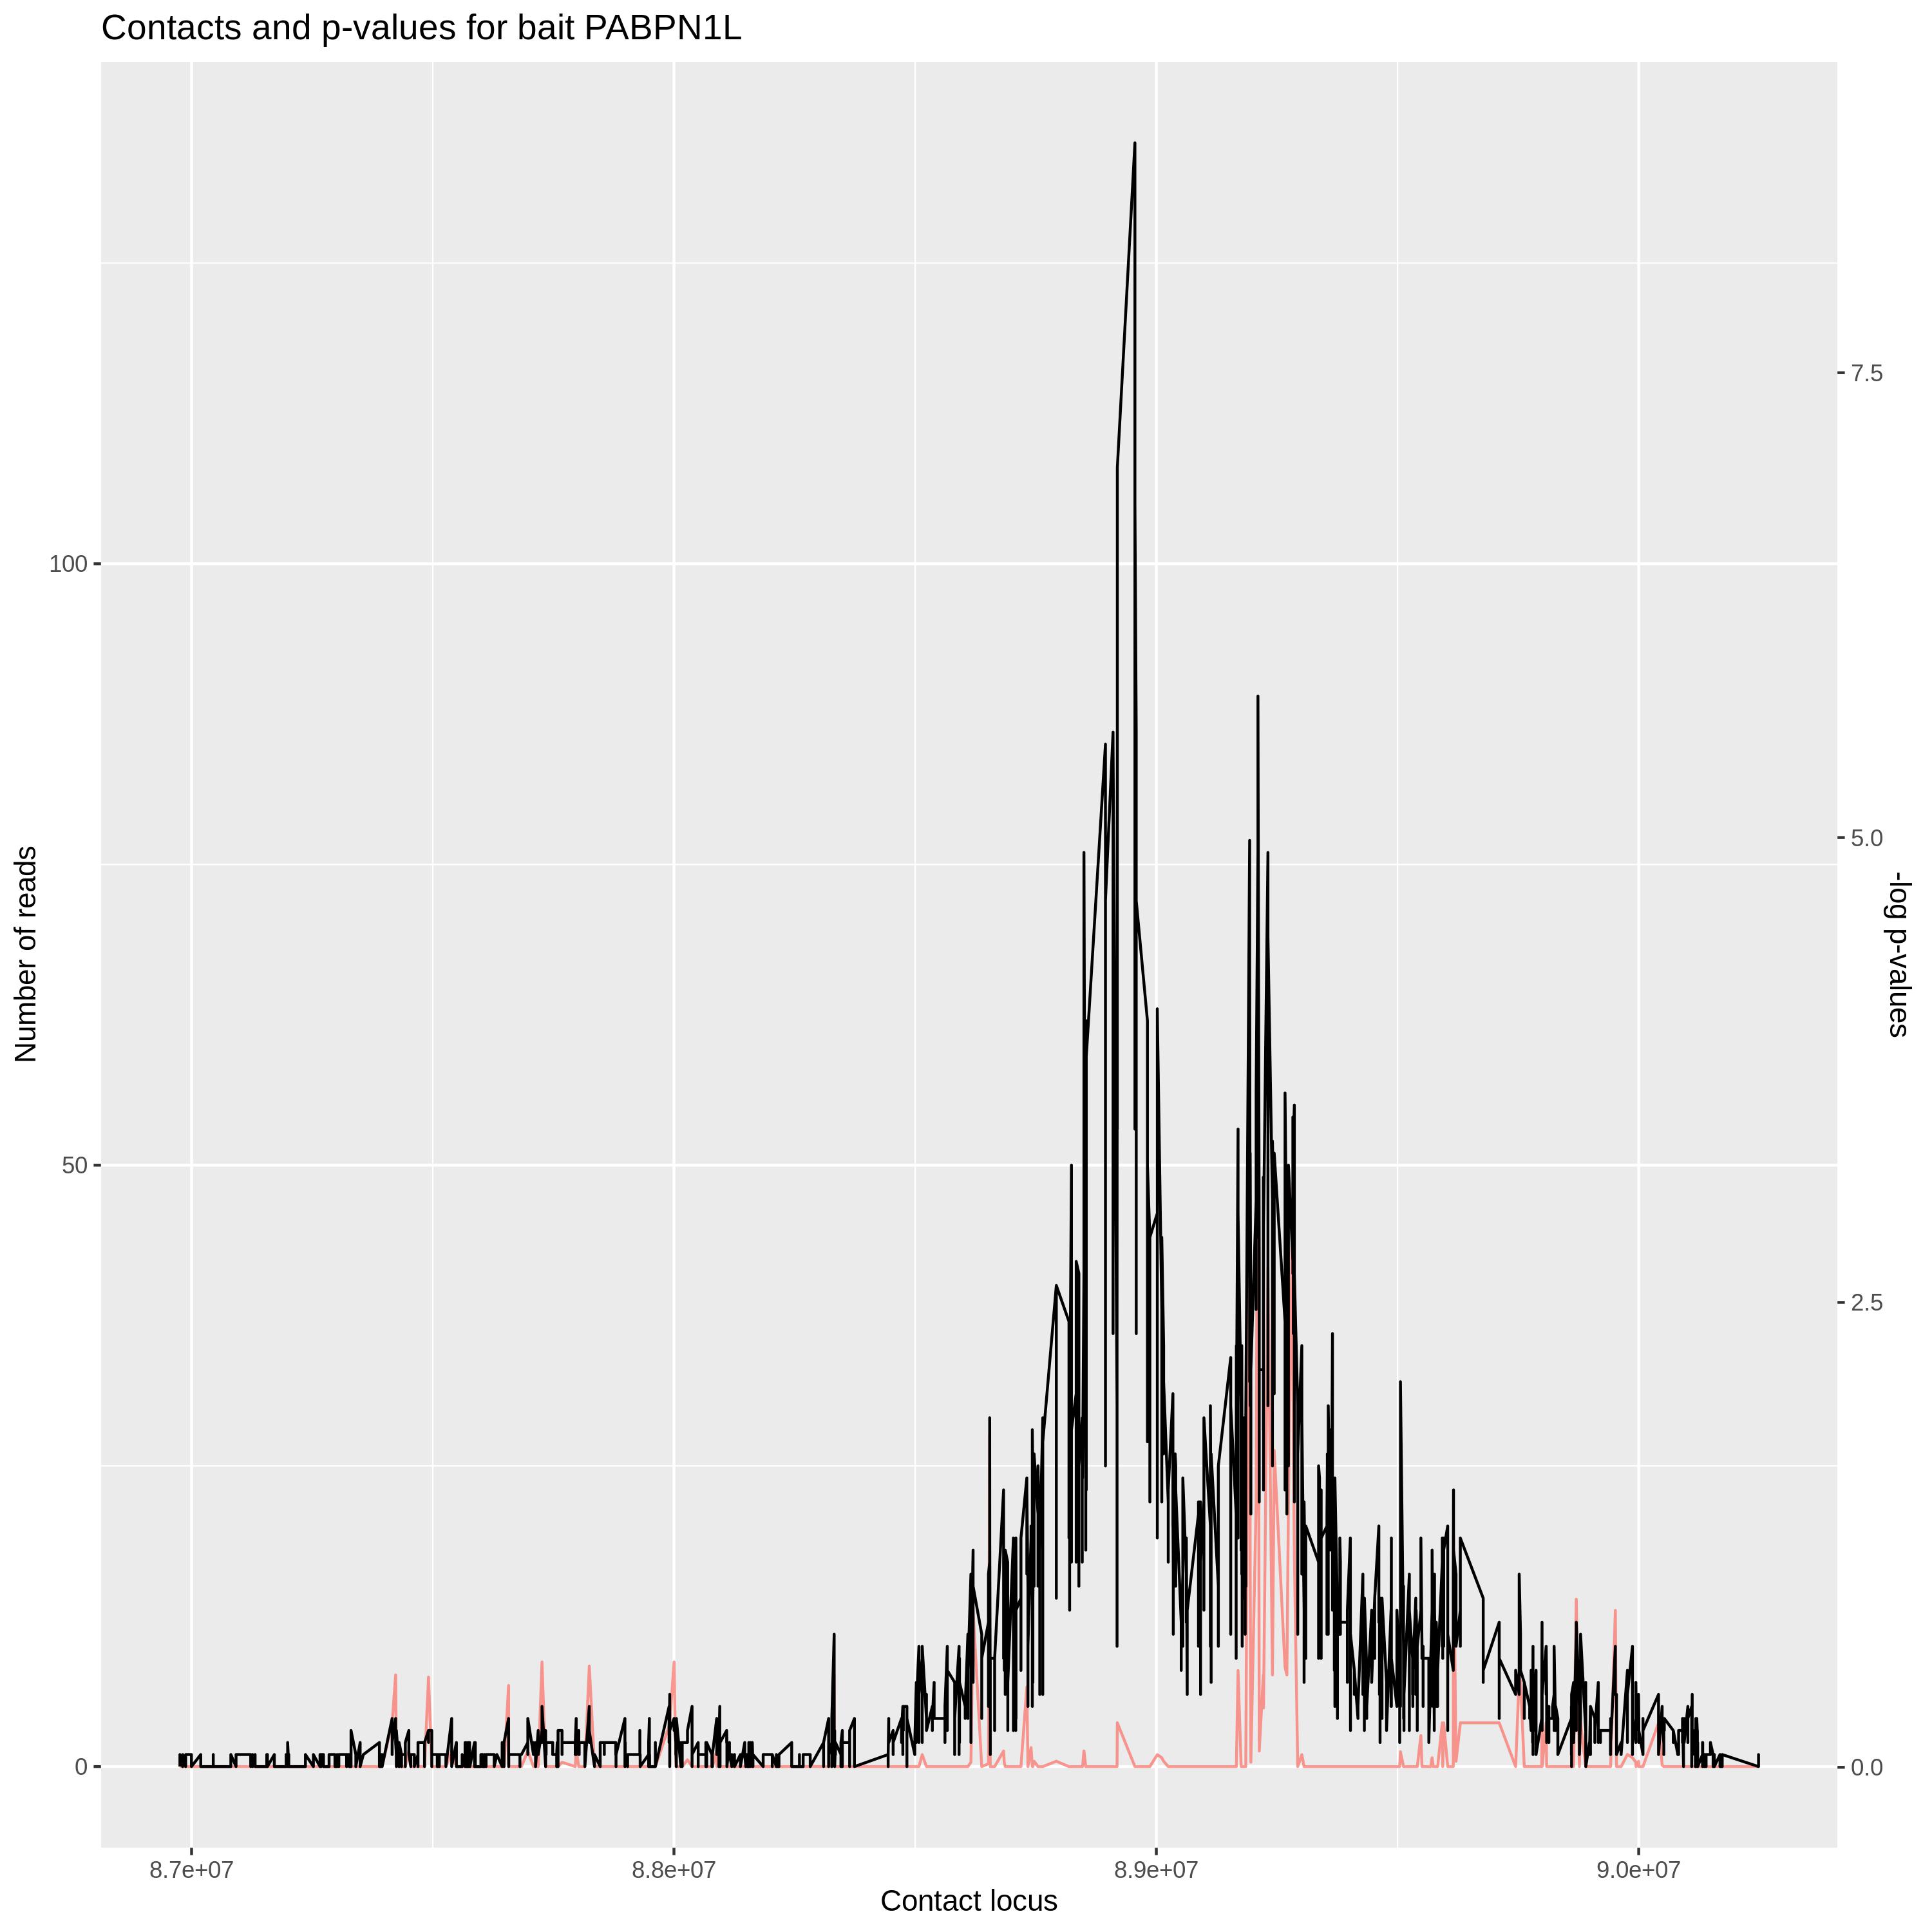 Contacts and p-values for bait PABPN1L
100
50
0
Number of reads
7.5
5.0
2.5
0.0
-log p-values
8.7e+07 8.8e+07 8.9e+07 9.0e+07
Contact locus